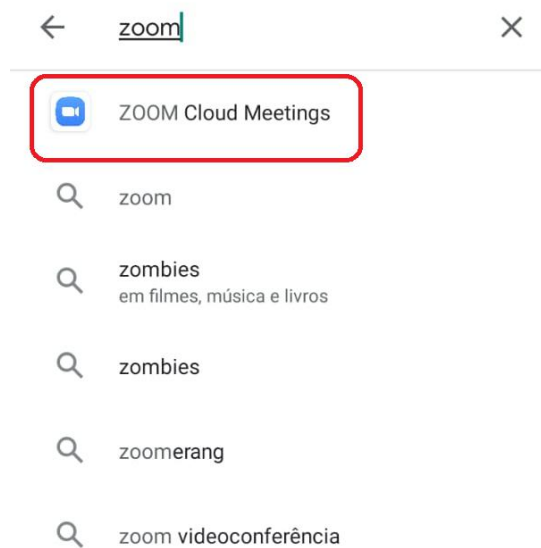 zoom
ZOOM Cloud Meetings
zoom
zombies
em filmes, música e livros
zombies
zoomerang
zoom videoconferência